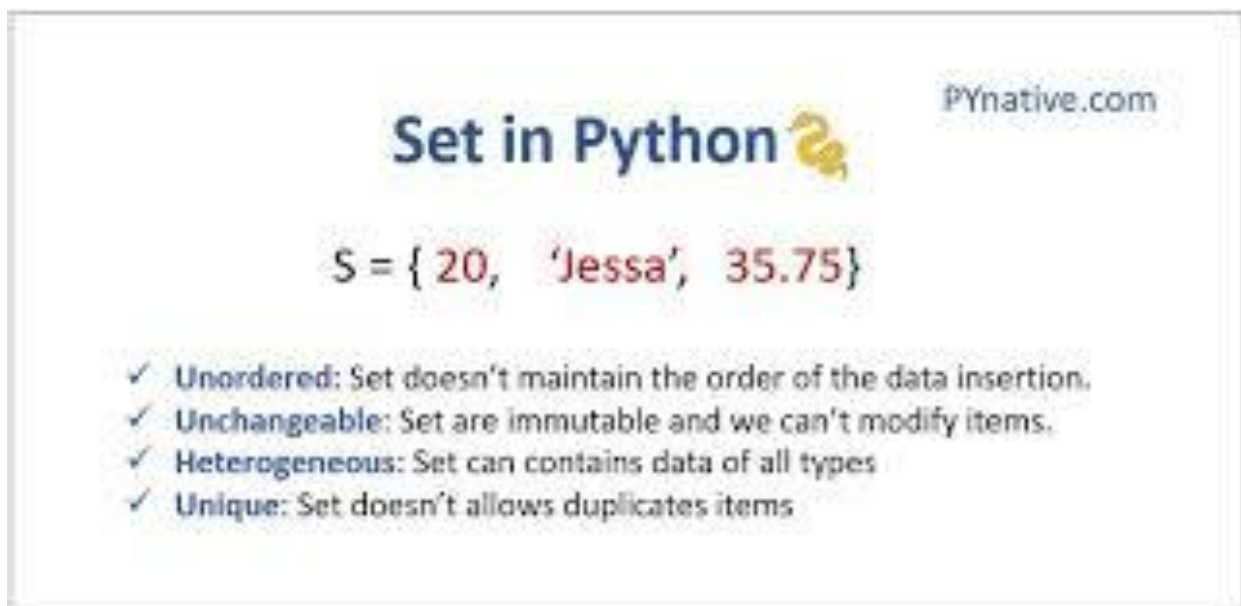 PYnative.com
Set in Python
S = { 20, ‘Jessa’, 35.75}
✓ Unordered: Set doesn't maintain the order of the data insertion.
✓ Unchangeable: Set are immutable and we can't modify items.
✓ Heterogeneous: Set can contains data of all types
✓ Unique: Set doesn't allows duplicates items